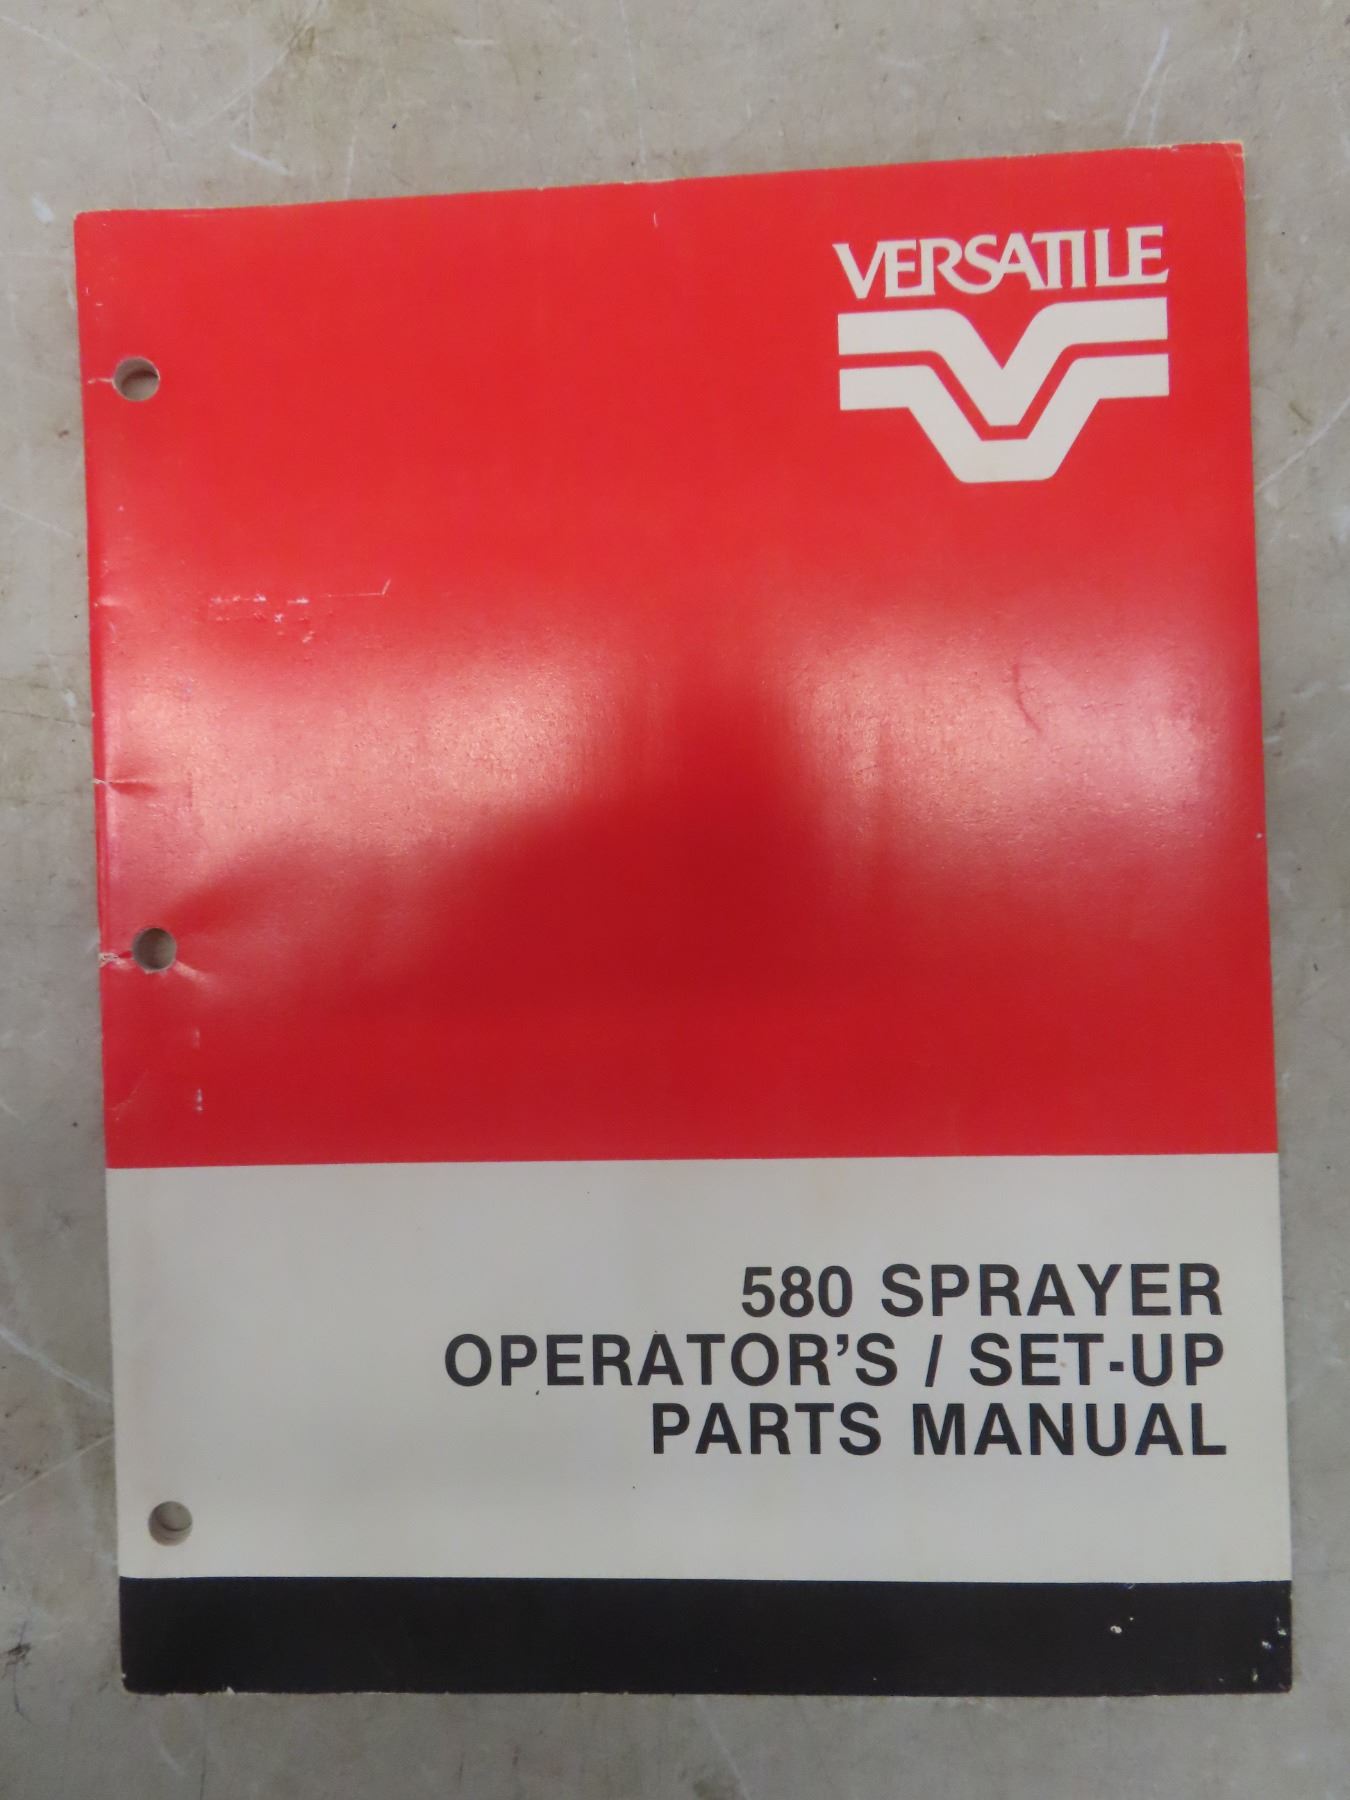 VERSATILE
580 SPRAYER
OPERATOR'S / SET-UP
PARTS MANUAL